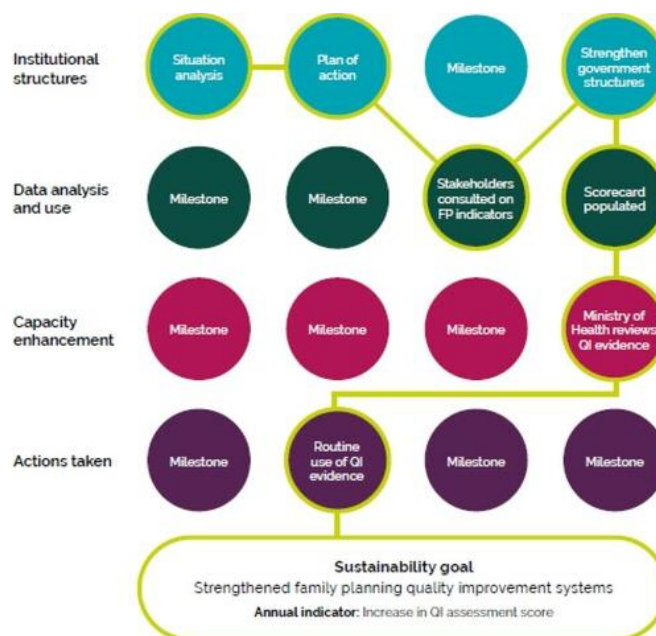 Institutional
structures
Situation
analysis
Plan of
action
Milestone
Strengthen
government
structures
Data analysis
and use
Milestone
Milestone
Stakeholders
consulted on
FP indicators
Scorecard
populated
Capacity
enhancement
Milestone
Milestone
Milestone
Ministry of
Health reviews
QI evidence
Actions taken
Milestone
Routine
use of QI
evidence
Milestone
Milestone
Sustainability goal
Strengthened family planning quality improvement systems
Annual indicator: Increase in QI assessment score